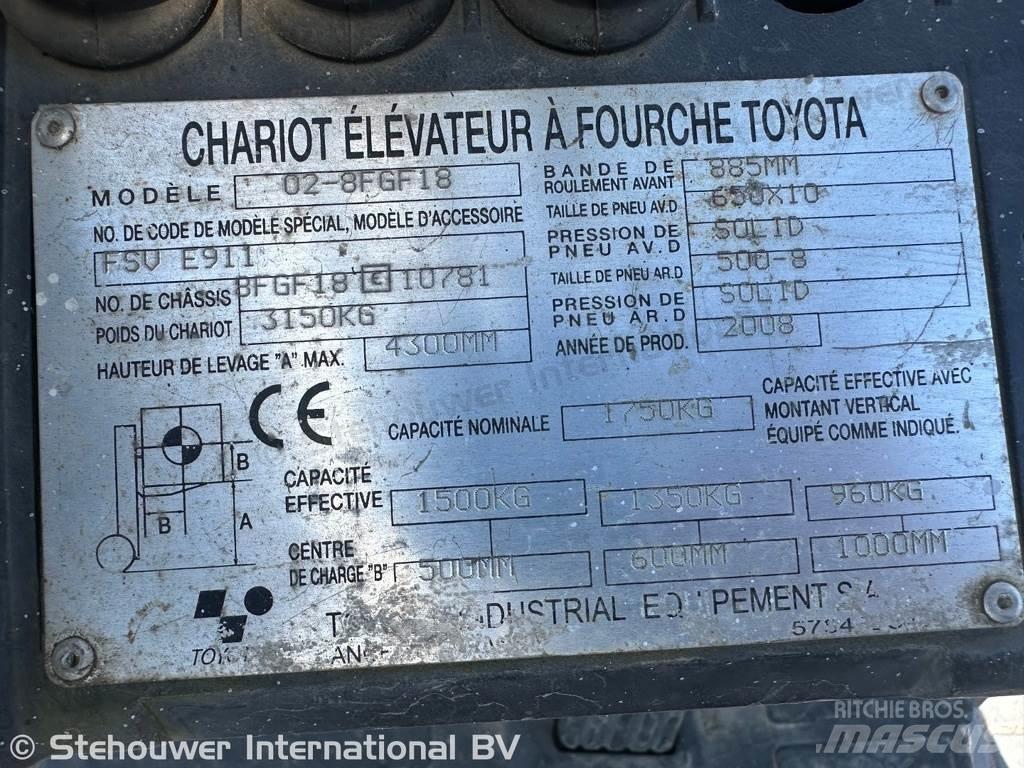 CHARIOT ÉLÉVATEUR À FOURCHE TOYOTA
MODÈLE 02-8FGF18
NO. DE CODE DE MODÈLE SPÉCIAL, MODÈLE D'ACCESSOIRE
FSV E911
NO. DE CHÂSSIS 8FGF18 C 10781
POIDS DU CHARIOT 3150KG
HAUTEUR DE LEVAGE "A" MAX. 4300MM
BANDE DE ROULEMENT AVANT 885MM
TAILLE DE PNEU AV.D 650X10
PRESSION DE PNEU AV. D SOLID
TAILLE DE PNEU AR.D 500-8
PRESSION DE PNEU AR. D SOLID
ANNÉE DE PROD. 2008
CE
CAPACITÉ NOMINALE 1750KG
CAPACITÉ EFFECTIVE AVEC
MONTANT VERTICAL
ÉQUIPÉ COMME INDIQUÉ.
B
B
A
CAPACITÉ EFFECTIVE 1500KG 1350KG 960KG
CENTRE DE CHARGE "B" 500MM 600MM 1000MM
© Stehouwer International BV
RITCHIE BROS.
MASCUS